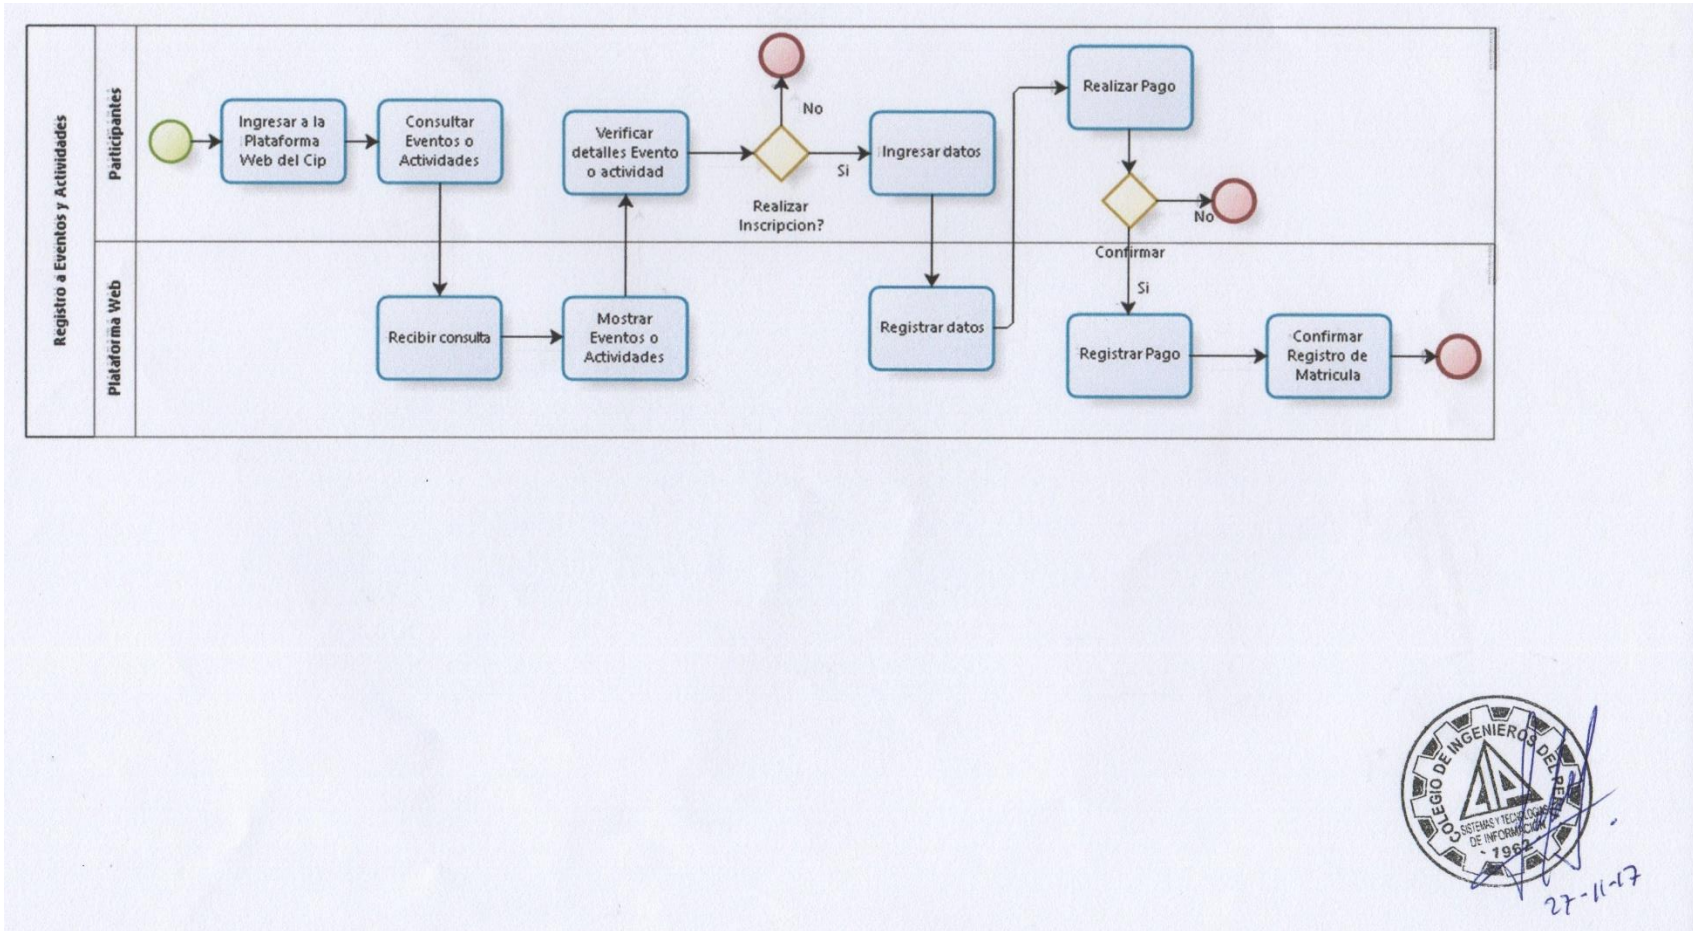 Registro a Eventos y Actividades
Participantes
Ingresar a la
Plataforma
Web del Cip
Consultar
Eventos o
Actividades
Verificar
detalles Evento
o actividad
No
Si
Realizar
Inscripcion?
Ingresar datos
Realizar Pago
No
Confirmar
Si
Plataforma Web
Recibir consulta
Mostrar
Eventos o
Actividades
Registrar datos
Registrar Pago
Confirmar
Registro de
Matricula
COLEGIO DE INGENIEROS DEL PERU
SISTEMAS Y TECNOLOGIAS
DE INFORMACION
- 1962
27-11-17